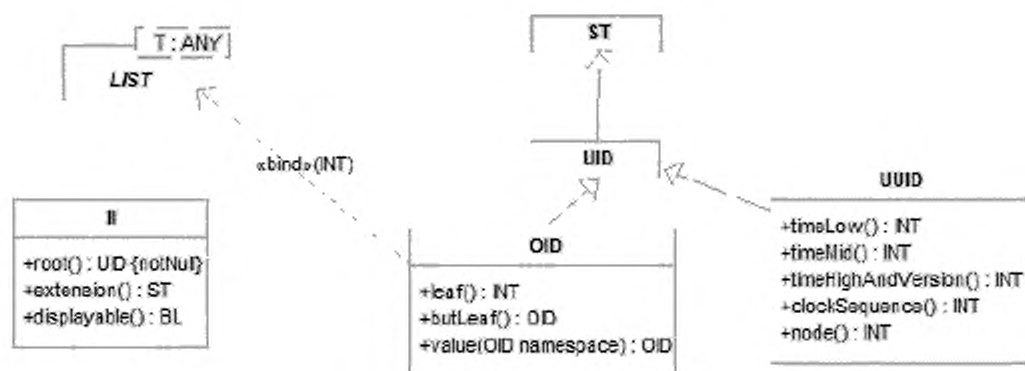 T : ANY
LIST
ST
UID
«bind»(INT)
II
+root() : UID {notNull}
+extension() : ST
+displayable() : BL
OID
+leaf() : INT
+butLeaf() : OID
+value(OID namespace) : OID
UUID
+timeLow() : INT
+timeMid() : INT
+timeHighAndVersion() : INT
+clockSequence() : INT
+node() : INT